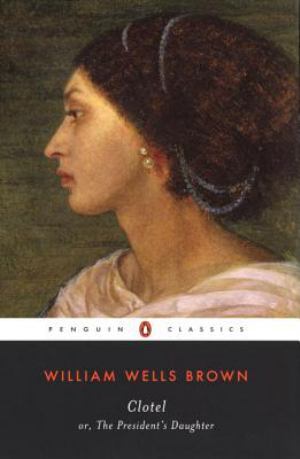 PENGUIN CLASSICS
WILLIAM WELLS BROWN
Clotel
or, The President's Daughter